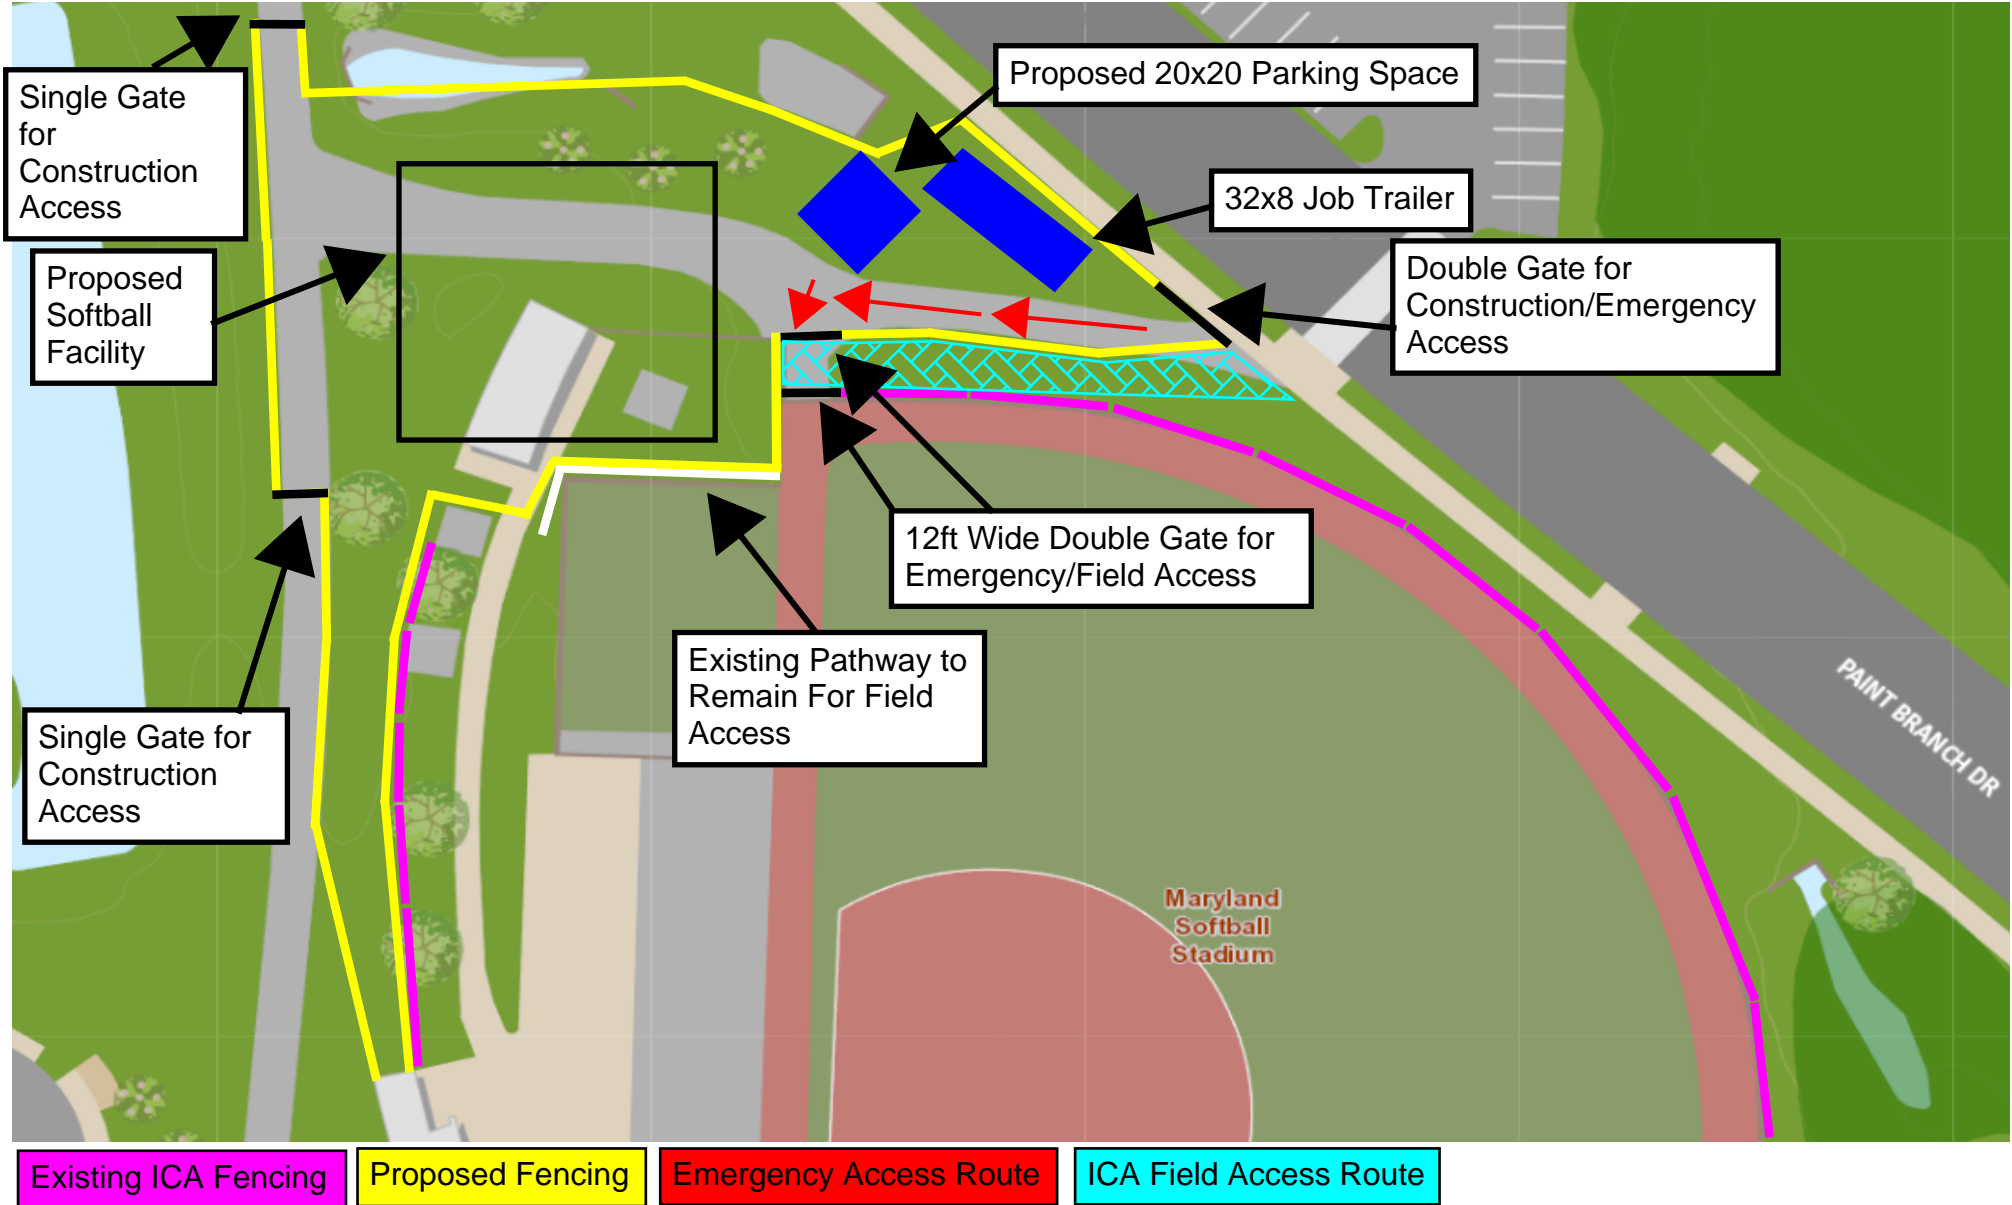 Single Gate
for
Construction
Access
Proposed 20x20 Parking Space
32x8 Job Trailer
Proposed
Softball
Facility
Double Gate for
Construction/Emergency
Access
12ft Wide Double Gate for
Emergency/Field Access
Existing Pathway to
Remain For Field
Access
Single Gate for
Construction
Access
PAINT BRANCH DR
Maryland
Softball
Stadium
Existing ICA Fencing
Proposed Fencing
Emergency Access Route
ICA Field Access Route